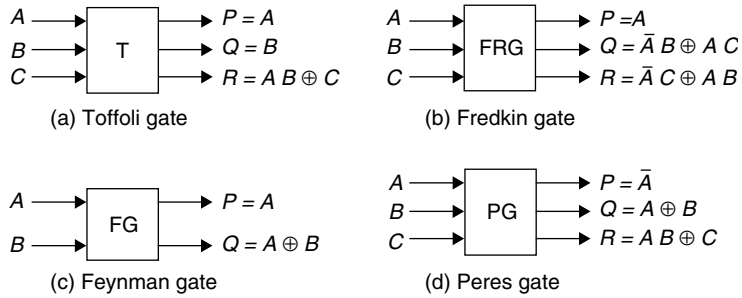 A
B
C
T
P = A
Q = B
R = A B ⊕ C
(a) Toffoli gate
A
B
C
FRG
P =A
Q = Ā B ⊕ A C
R = Ā C ⊕ A B
(b) Fredkin gate
A
B
FG
P = A
Q = A ⊕ B
(c) Feynman gate
A
B
C
PG
P = Ā
Q = A ⊕ B
R = A B ⊕ C
(d) Peres gate